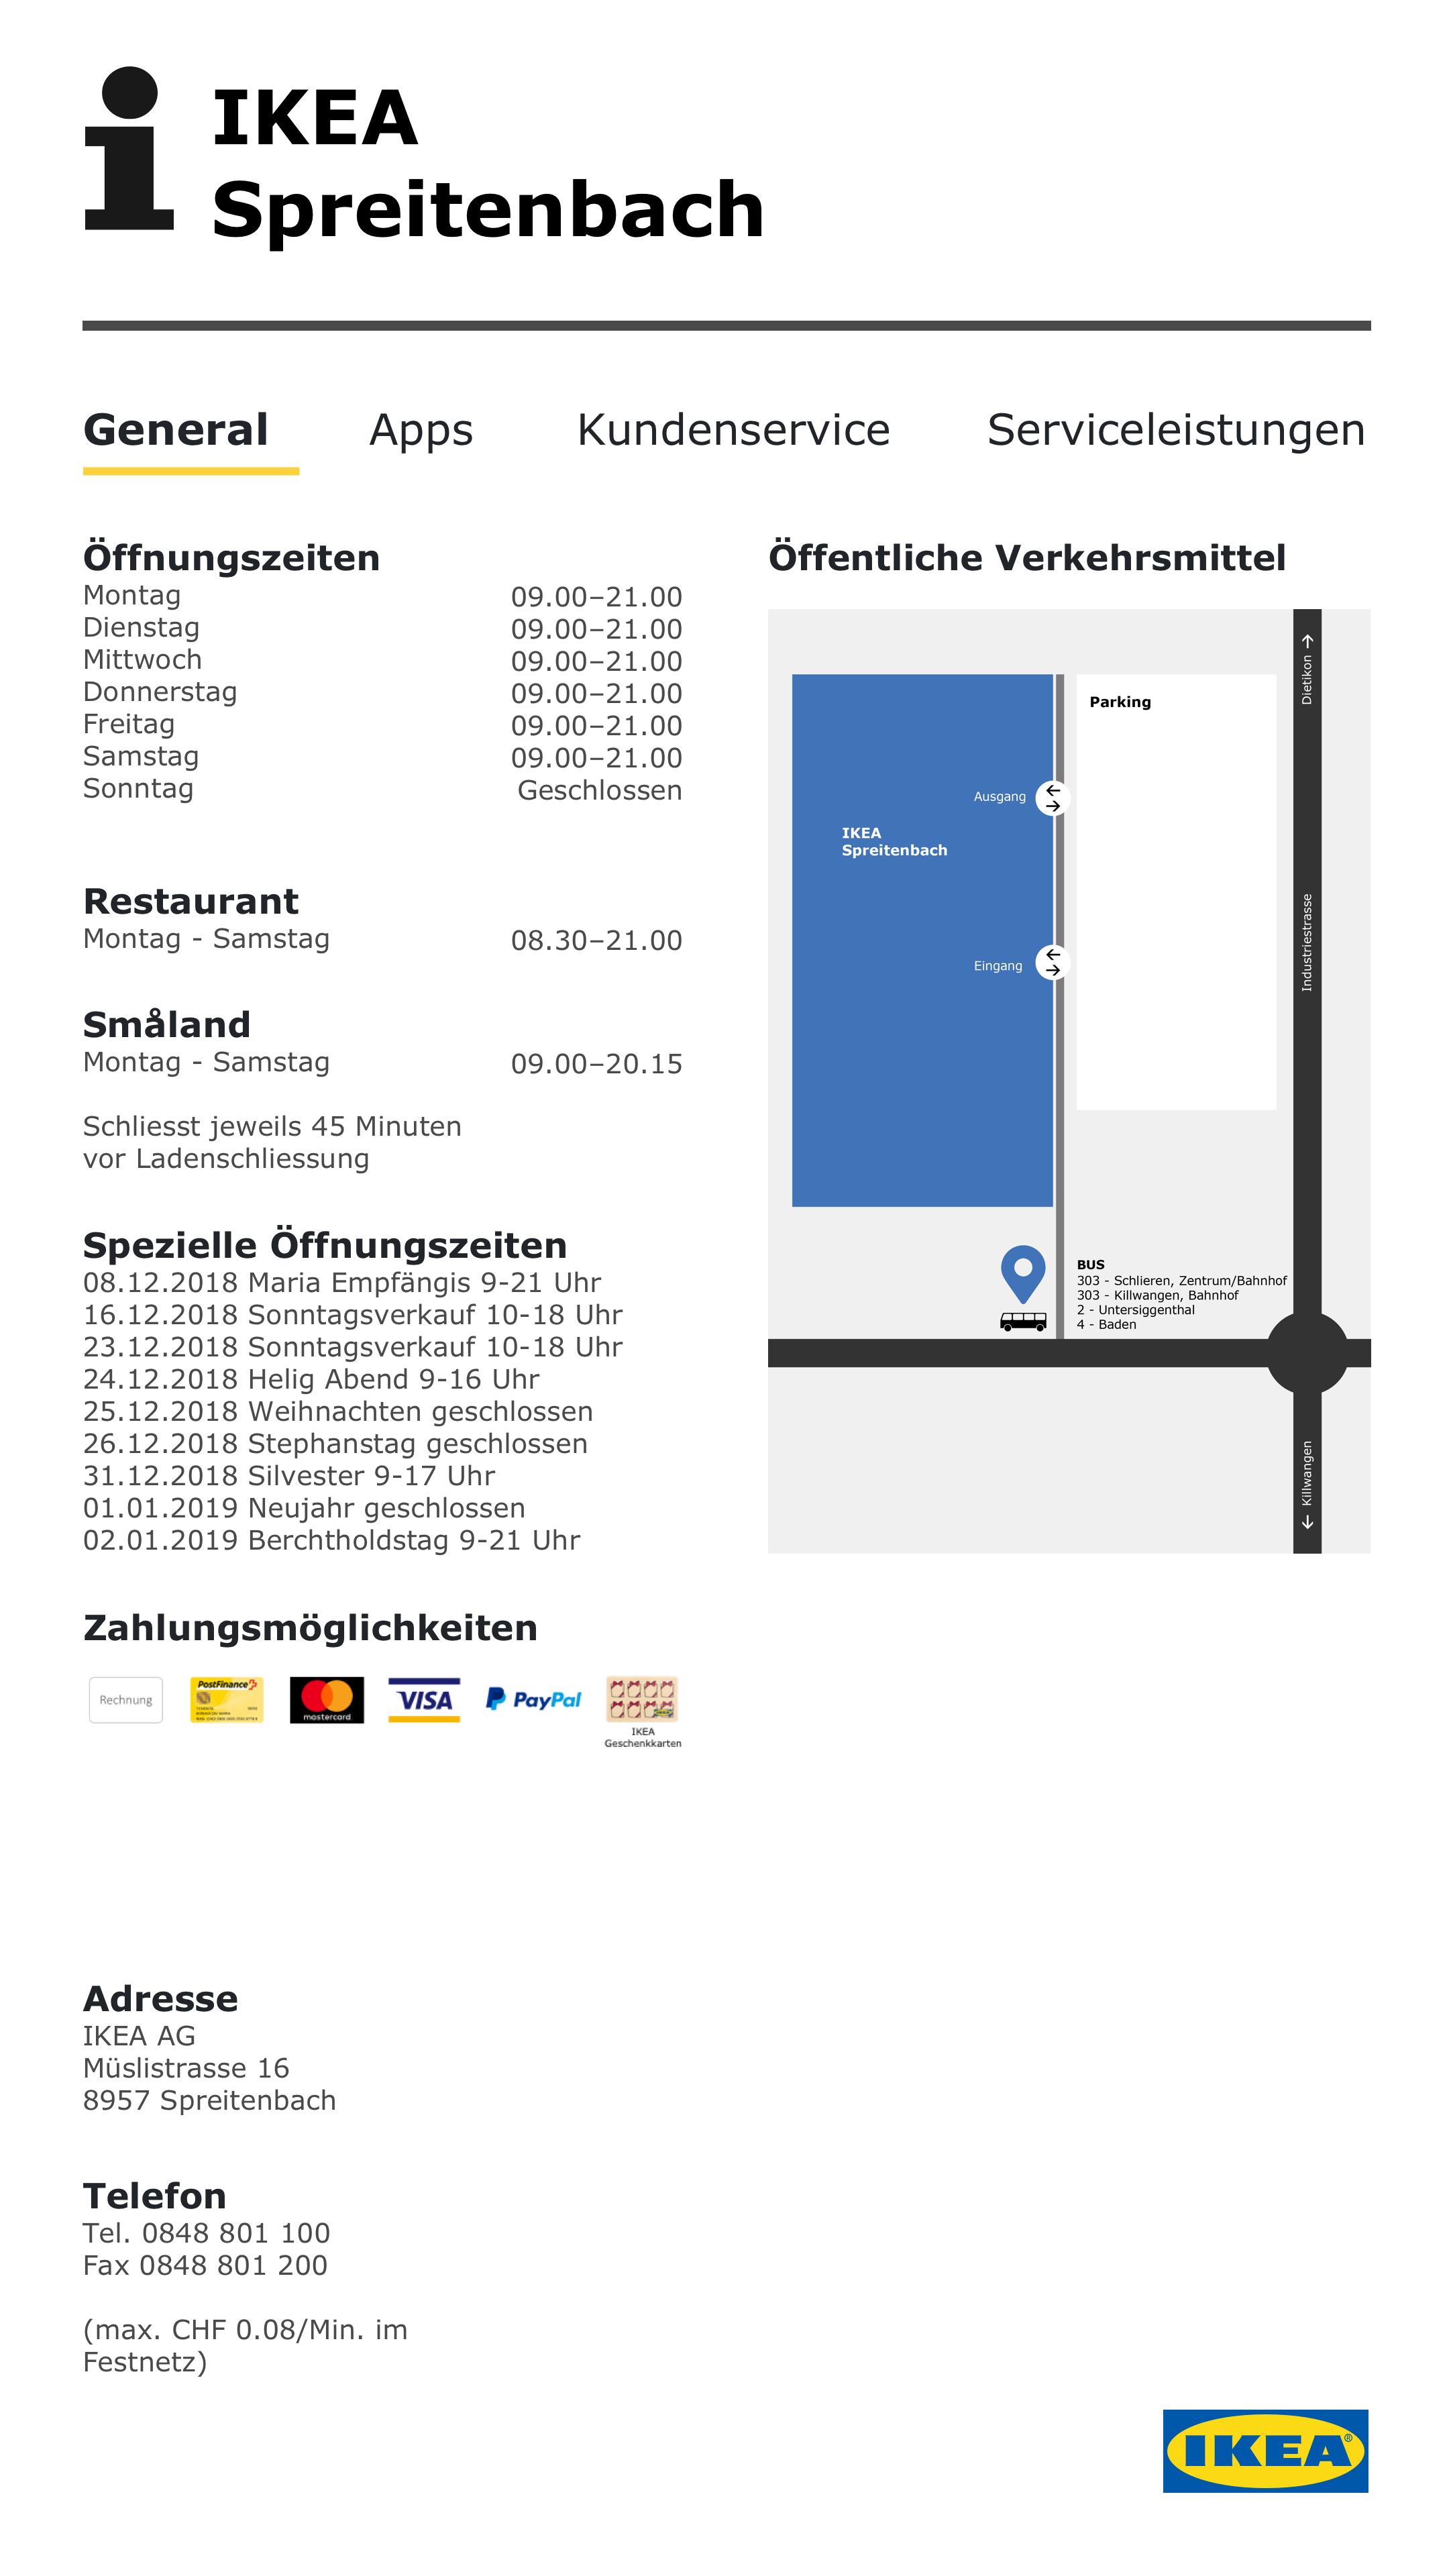 i IKEA
Spreitenbach
General Apps Kundenservice Serviceleistungen
Öffnungszeiten
Montag 09.00–21.00
Dienstag 09.00–21.00
Mittwoch 09.00–21.00
Donnerstag 09.00–21.00
Freitag 09.00–21.00
Samstag 09.00–21.00
Sonntag Geschlossen
Restaurant
Montag - Samstag 08.30–21.00
Småland
Montag - Samstag 09.00–20.15
Schliesst jeweils 45 Minuten
vor Ladenschliessung
Spezielle Öffnungszeiten
08.12.2018 Maria Empfängis 9-21 Uhr
16.12.2018 Sonntagsverkauf 10-18 Uhr
23.12.2018 Sonntagsverkauf 10-18 Uhr
24.12.2018 Helig Abend 9-16 Uhr
25.12.2018 Weihnachten geschlossen
26.12.2018 Stephanstag geschlossen
31.12.2018 Silvester 9-17 Uhr
01.01.2019 Neujahr geschlossen
02.01.2019 Berchtholdstag 9-21 Uhr
Zahlungsmöglichkeiten
Rechnung
PostFinance
mastercard
VISA
PayPal
IKEA
Geschenkkarten
Adresse
IKEA AG
Müslistrasse 16
8957 Spreitenbach
Telefon
Tel. 0848 801 100
Fax 0848 801 200
(max. CHF 0.08/Min. im
Festnetz)
Öffentliche Verkehrsmittel
Dietikon →
Parking
Ausgang
← →
IKEA
Spreitenbach
Industriestrasse
Eingang
← →
BUS
303 - Schlieren, Zentrum/Bahnhof
303 - Killwangen, Bahnhof
2 - Untersiggenthal
4 - Baden
← Killwangen
IKEA®